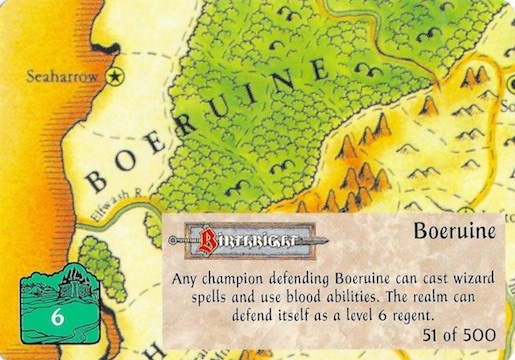 Seaharrow
BOERUINE
Elfwash R.
BIRTHRIGHT
Boeruine
Any champion defending Boeruine can cast wizard
spells and use blood abilities. The realm can
defend itself as a level 6 regent.
6
51 of 500